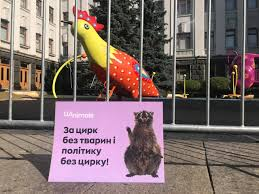 UAnimals
За цирк
без тварин і
політику
без цирку!